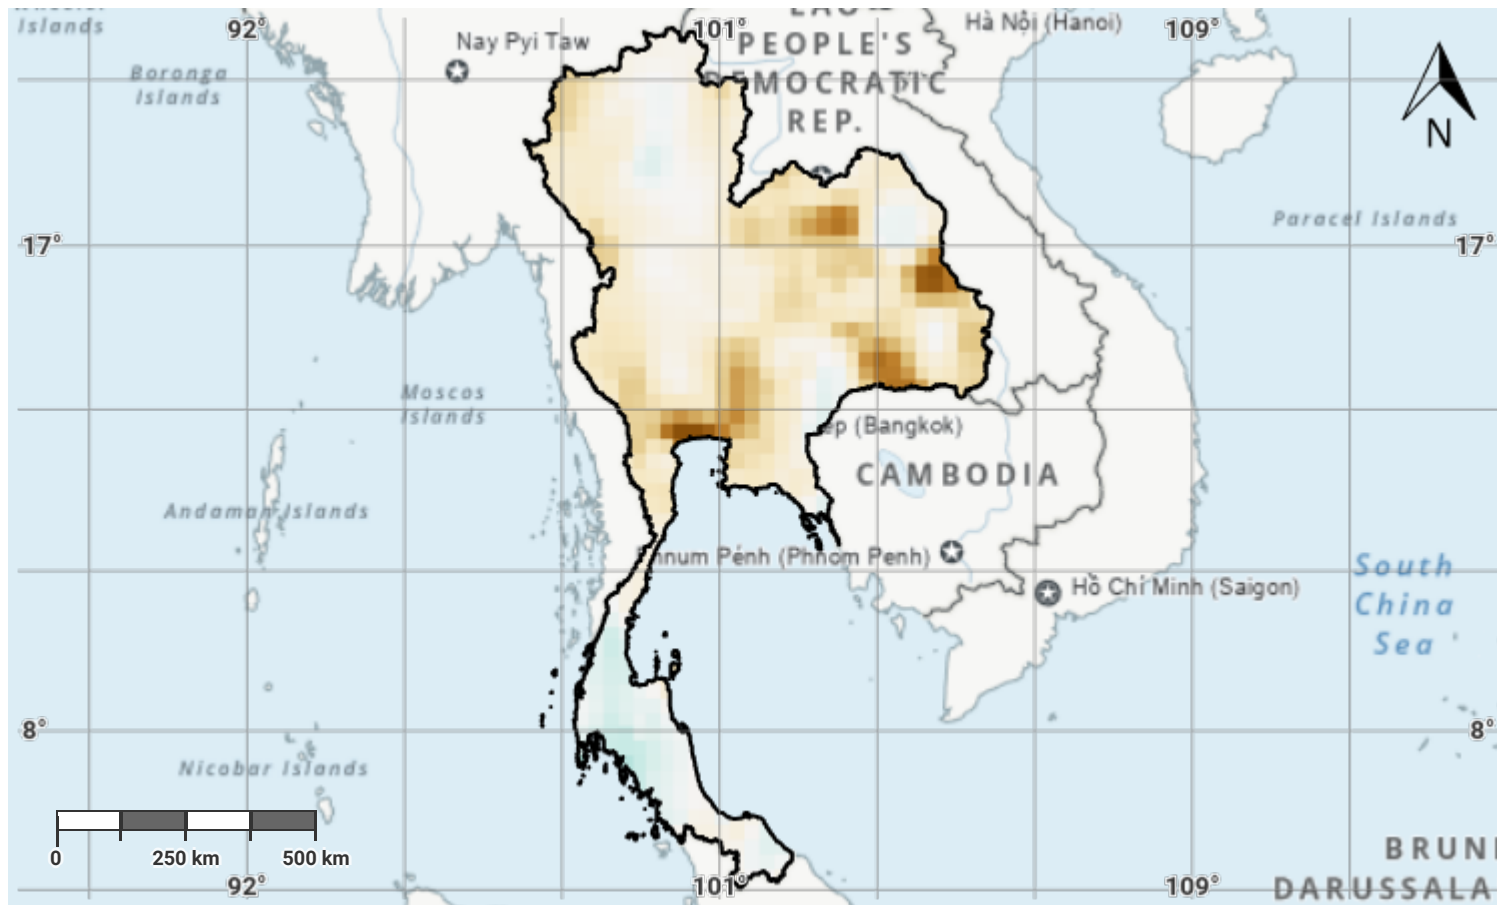 Islands
92°
101°
109°
Hà Nội (Hanoi)
Nay Pyi Taw
PEOPLE'S
DEMOCRATIC
REP.
Boronga
Islands
N
Paracel Islands
17°
17°
Moscos
Islands
ep (Bangkok)
CAMBODIA
Andaman Islands
Phnum Pénh (Phnom Penh)
Hồ Chí Minh (Saigon)
South
China
Sea
8°
8°
Nicobar Islands
0
250 km
500 km
BRUN
DARUSSALA
92°
101°
109°